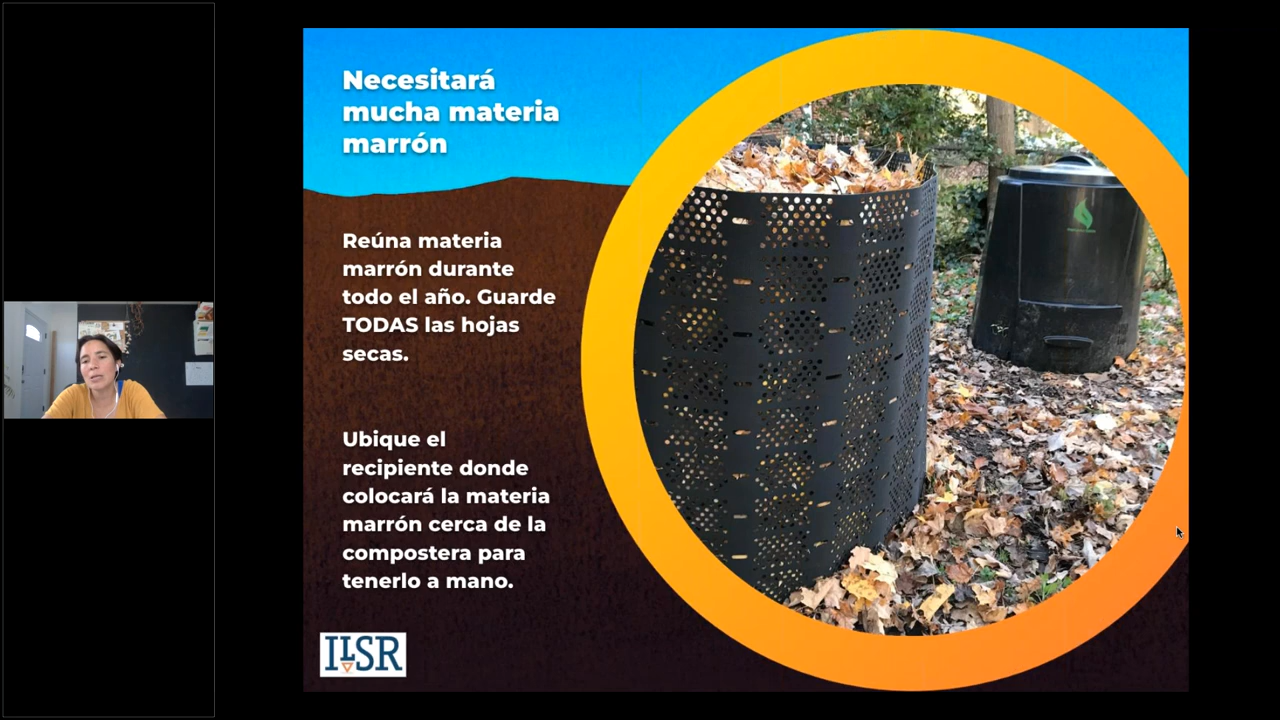 Necesitará
mucha materia
marrón
Reúna materia
marrón durante
todo el año. Guarde
TODAS las hojas
secas.
Ubique el
recipiente donde
colocará la materia
marrón cerca de la
compostera para
tenerlo a mano.
ILSR